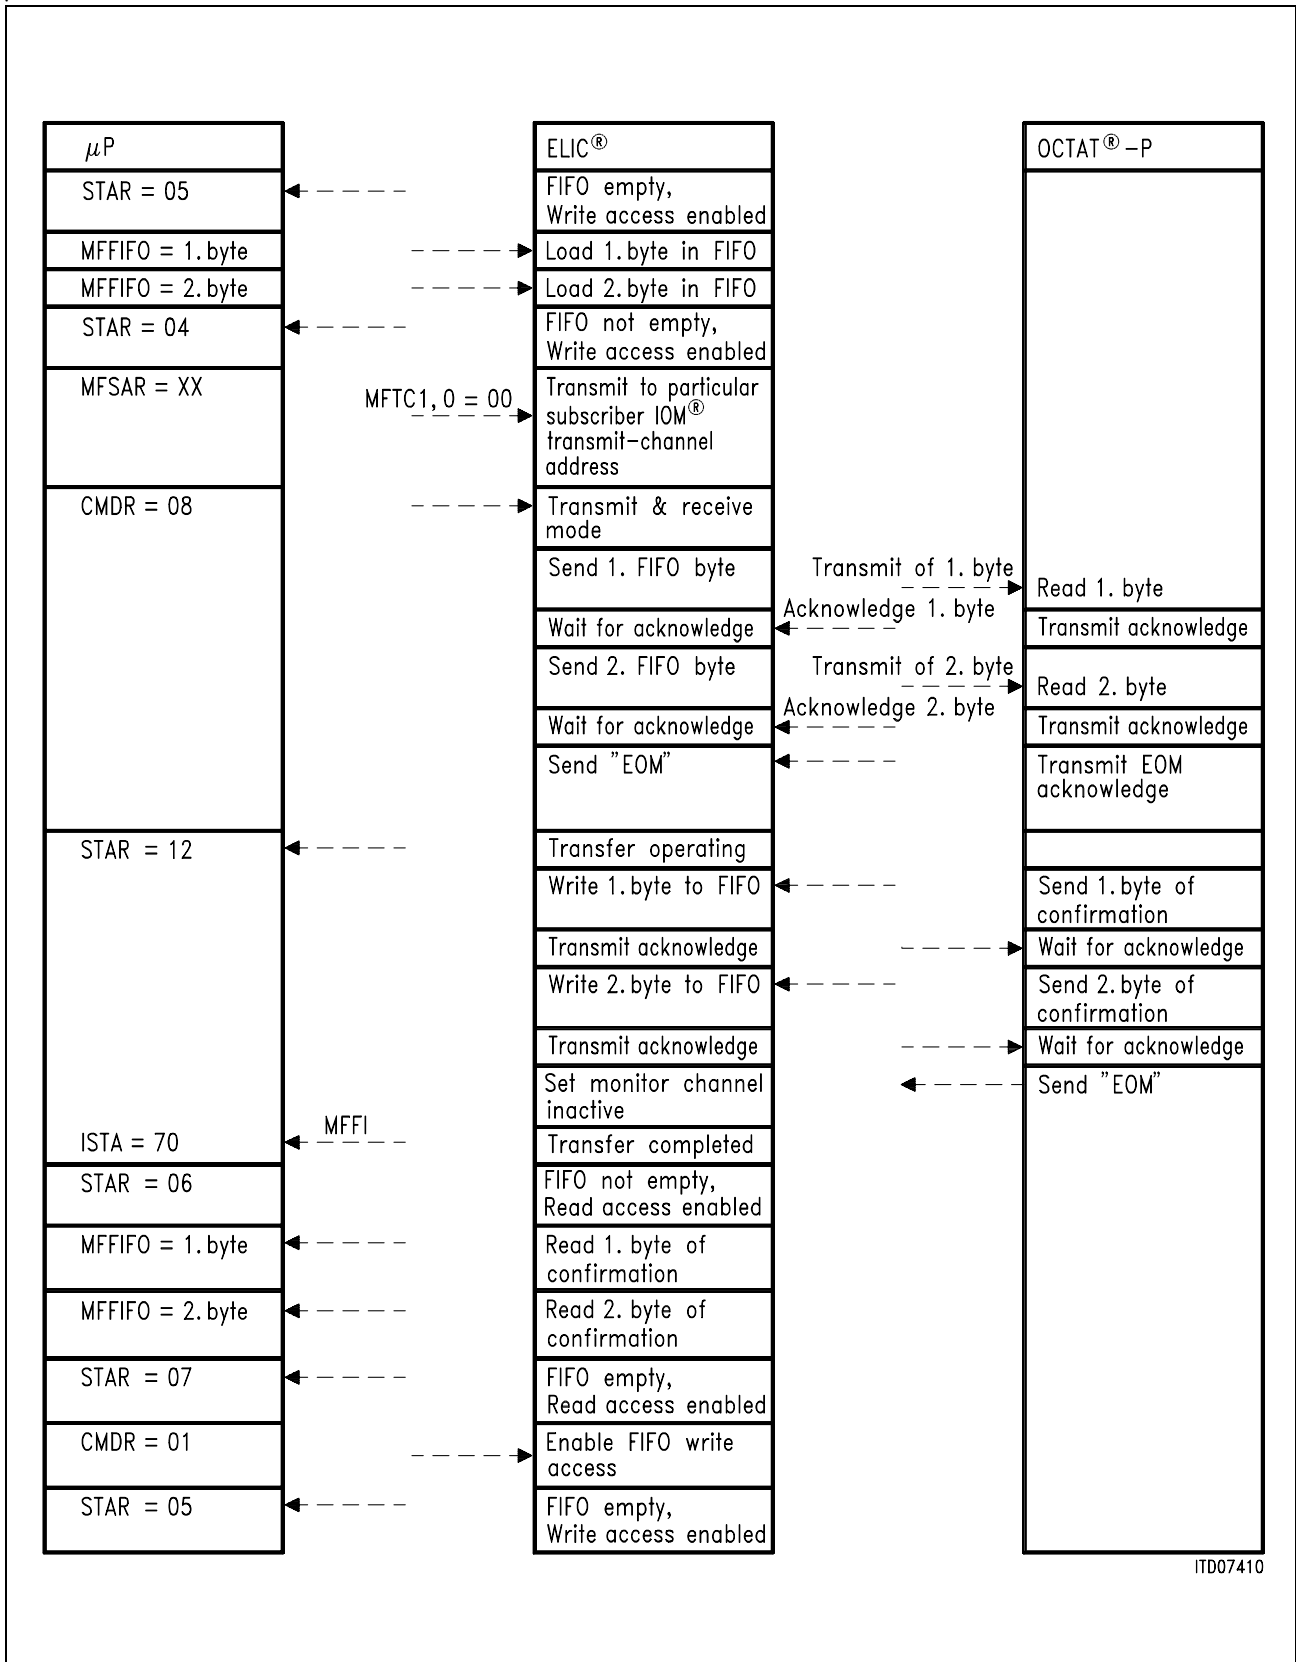 μP
ELIC®
OCTAT®-P
STAR = 05
FIFO empty,
Write access enabled
MFFIFO = 1.byte
Load 1.byte in FIFO
MFFIFO = 2.byte
Load 2.byte in FIFO
STAR = 04
FIFO not empty,
Write access enabled
MFSAR = XX
MFTC1,0 = 00
Transmit to particular
subscriber IOM®
transmit-channel
address
CMDR = 08
Transmit & receive
mode
Send 1. FIFO byte
Transmit of 1.byte
Read 1. byte
Acknowledge 1.byte
Wait for acknowledge
Transmit acknowledge
Send 2. FIFO byte
Transmit of 2.byte
Read 2. byte
Acknowledge 2.byte
Wait for acknowledge
Transmit acknowledge
Send "EOM"
Transmit EOM
acknowledge
STAR = 12
Transfer operating
Write 1.byte to FIFO
Send 1.byte of
confirmation
Transmit acknowledge
Wait for acknowledge
Write 2.byte to FIFO
Send 2.byte of
confirmation
Transmit acknowledge
Wait for acknowledge
Set monitor channel
inactive
Send "EOM"
ISTA = 70
MFFI
Transfer completed
STAR = 06
FIFO not empty,
Read access enabled
MFFIFO = 1.byte
Read 1. byte of
confirmation
MFFIFO = 2.byte
Read 2. byte of
confirmation
STAR = 07
FIFO empty,
Read access enabled
CMDR = 01
Enable FIFO write
access
STAR = 05
FIFO empty,
Write access enabled
ITD07410